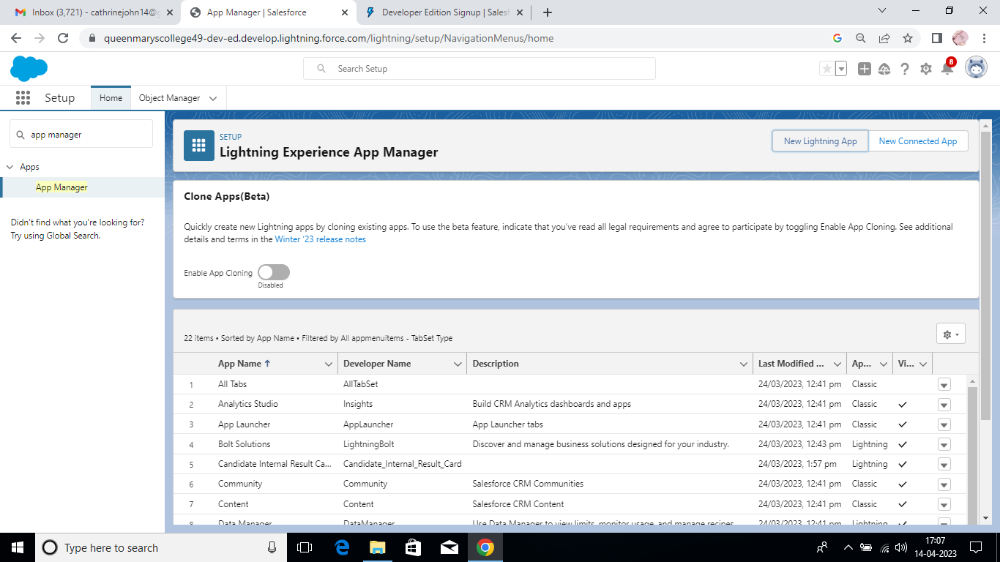 Inbox (3,721) - cathrinejohn14@g
App Manager | Salesforce
Developer Edition Signup | Sales
queenmaryscollege49-dev-ed.develop.lightning.force.com/lightning/setup/NavigationMenus/home
Search Setup
8
Setup
Home
Object Manager
app manager
Apps
App Manager
Didn't find what you're looking for?
Try using Global Search.
SETUP
Lightning Experience App Manager
New Lightning App
New Connected App
Clone Apps(Beta)
Quickly create new Lightning apps by cloning existing apps. To use the beta feature, indicate that you've read all legal requirements and agree to participate by toggling Enable App Cloning. See additional
details and terms in the Winter '23 release notes
Enable App Cloning
Disabled
22 items • Sorted by App Name • Filtered by All appmenuitems - TabSet Type
App Name Developer Name Description Last Modified ... Ap... Vi...
1 All Tabs AllTabSet 24/03/2023, 12:41 pm Classic
2 Analytics Studio Insights Build CRM Analytics dashboards and apps 24/03/2023, 12:41 pm Classic
3 App Launcher AppLauncher App Launcher tabs 24/03/2023, 12:41 pm Classic
4 Bolt Solutions LightningBolt Discover and manage business solutions designed for your industry. 24/03/2023, 12:43 pm Lightning
5 Candidate Internal Result Ca... Candidate_Internal_Result_Card 24/03/2023, 1:57 pm Lightning
6 Community Community Salesforce CRM Communities 24/03/2023, 12:41 pm Classic
7 Content Content Salesforce CRM Content 24/03/2023, 12:41 pm Classic
8 Data Manager DataManager Use Data Manager to view limits, monitor usage, and manage recipes. 24/03/2023, 12:41 pm Lightning
Type here to search
17:07
14-04-2023